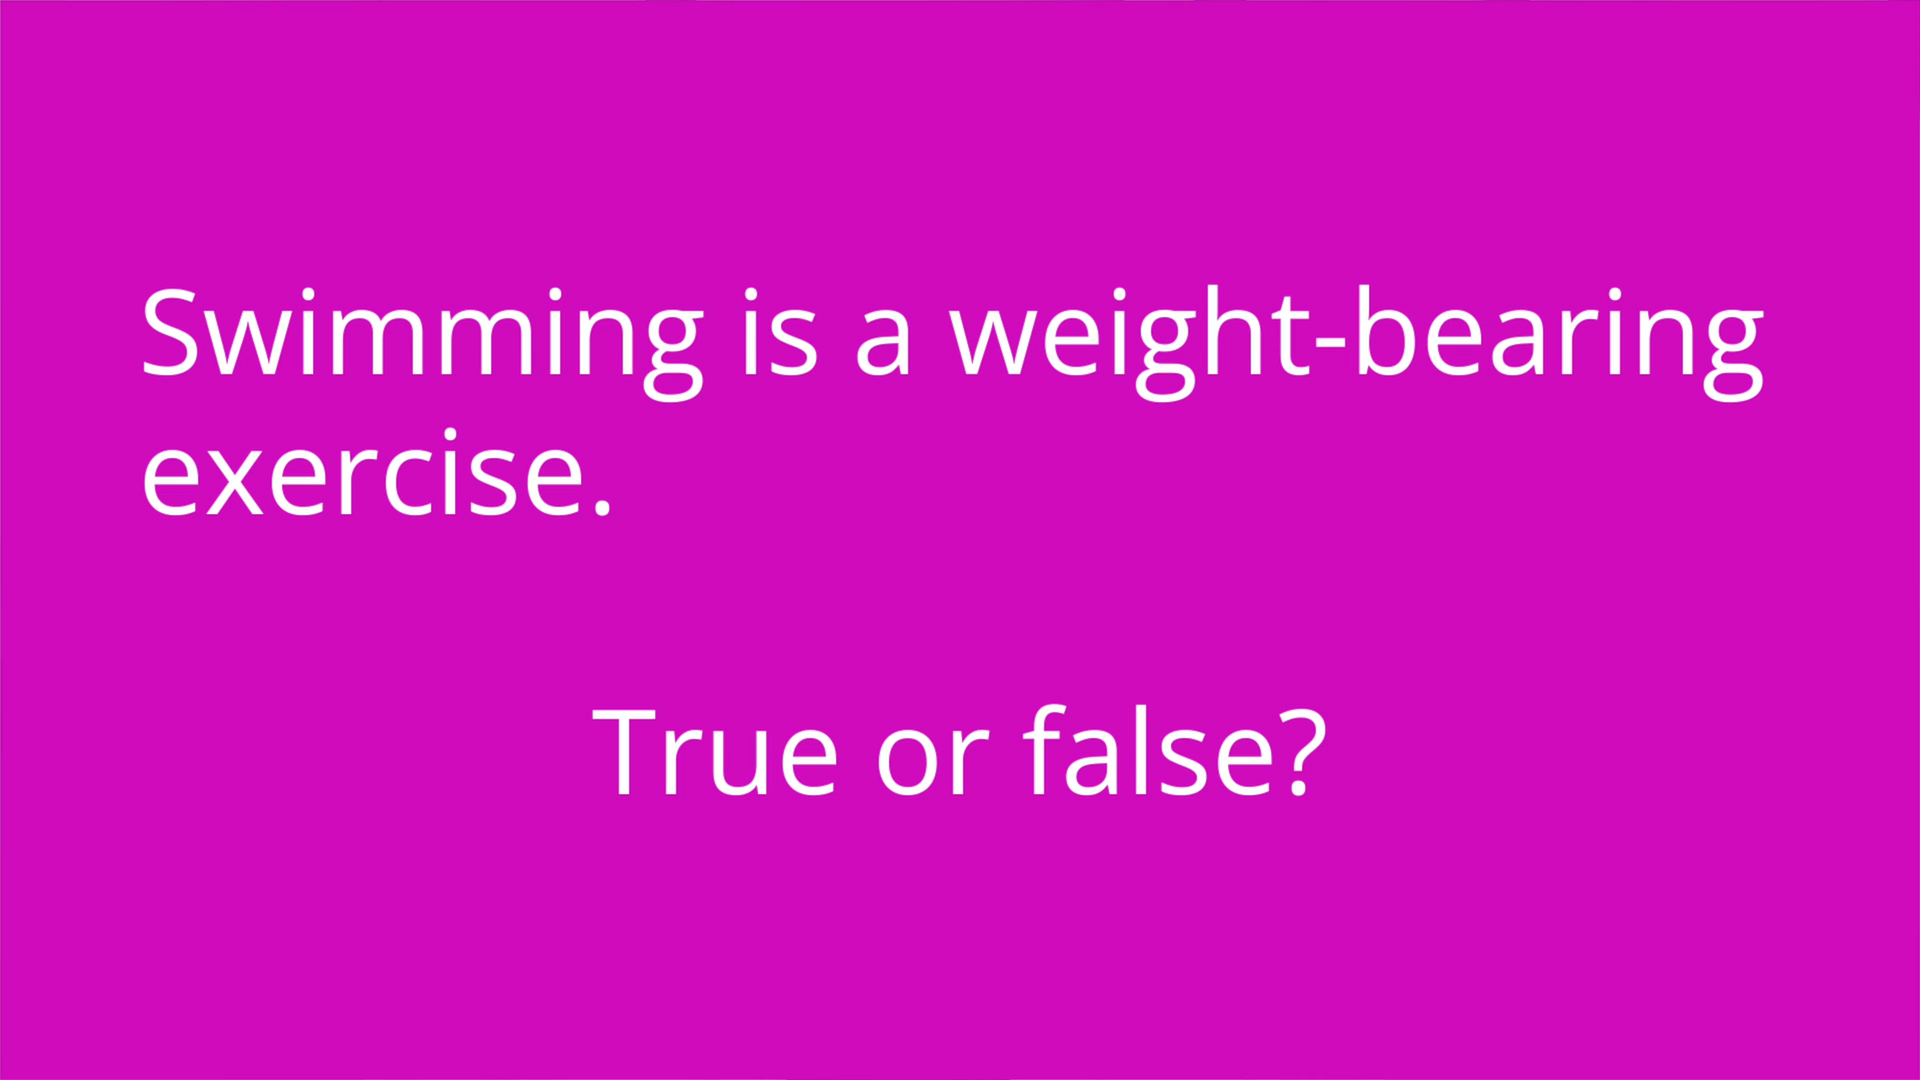 Swimming is a weight-bearing
exercise.
True or false?